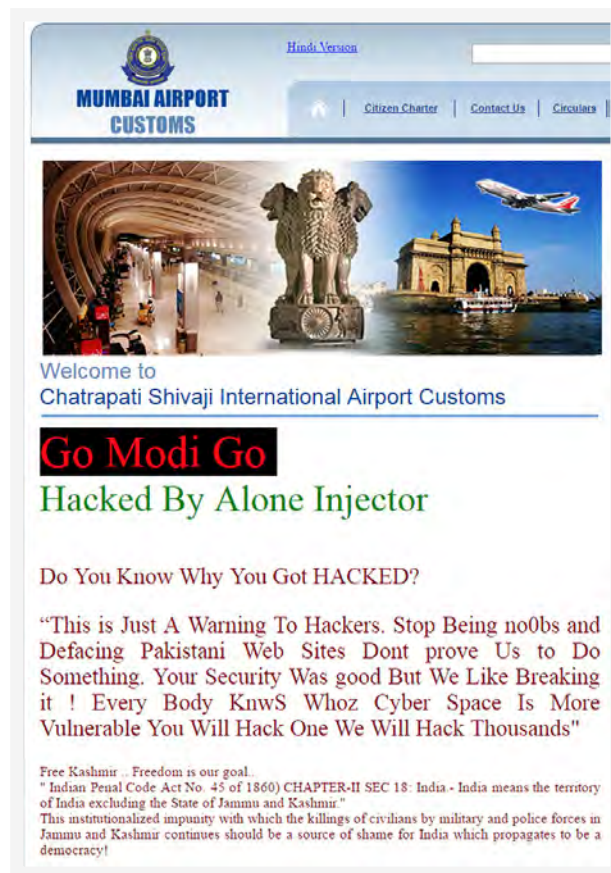 Hindi Version
MUMBAI AIRPORT
CUSTOMS
Citizen Charter | Contact Us | Circulars |
Welcome to
Chatrapati Shivaji International Airport Customs
Go Modi Go
Hacked By Alone Injector
Do You Know Why You Got HACKED?
“This is Just A Warning To Hackers. Stop Being no0bs and
Defacing Pakistani Web Sites Dont prove Us to Do
Something. Your Security Was good But We Like Breaking
it ! Every Body KnwS Whoz Cyber Space Is More
Vulnerable You Will Hack One We Will Hack Thousands"
Free Kashmir .. Freedom is our goal..
" Indian Penal Code Act No. 45 of 1860) CHAPTER-II SEC 18: India.- India means the territory
of India excluding the State of Jammu and Kashmir."
This institutionalized impunity with which the killings of civilians by military and police forces in
Jammu and Kashmir continues should be a source of shame for India which propagates to be a
democracy!